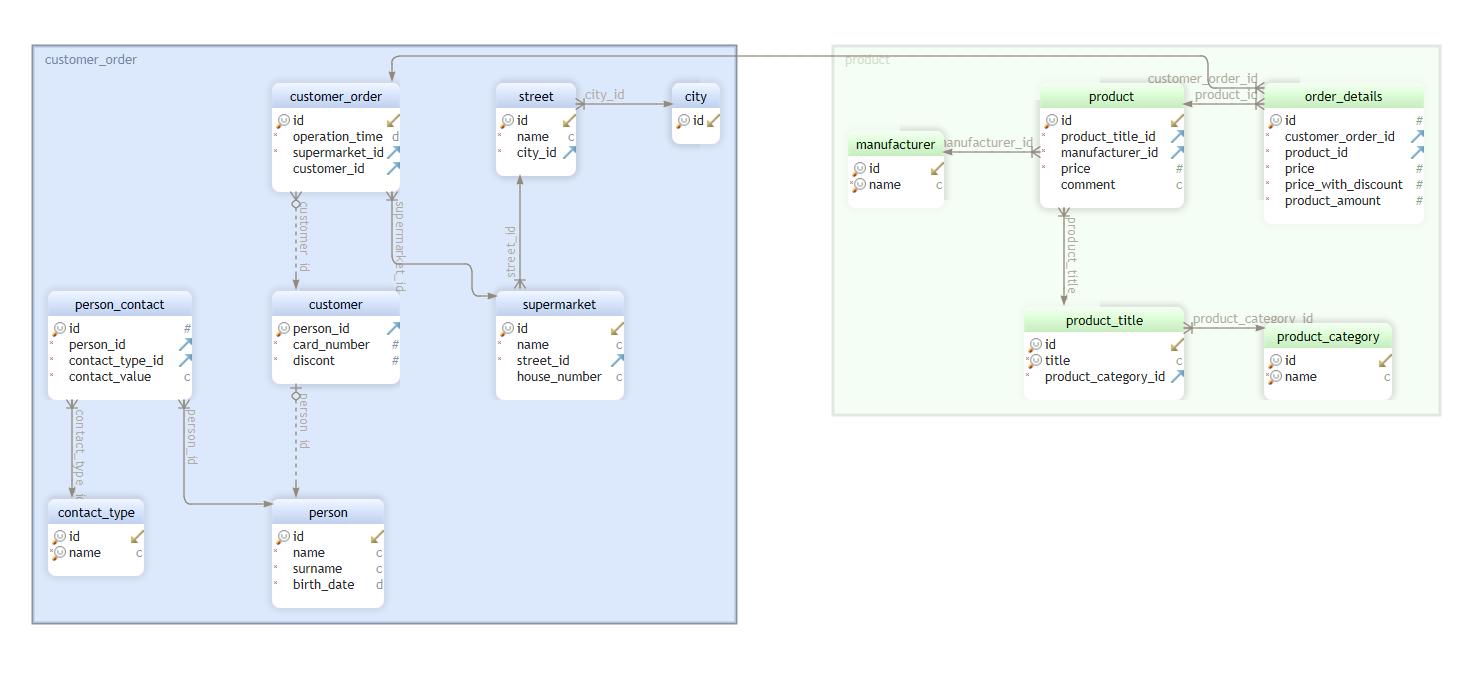 customer_order
customer_order
id
operation_time d
supermarket_id
customer_id
street
id
name c
city_id
city_id
city
id
customer_id
supermarket_id
street_id
person_contact
id #
person_id
contact_type_id
contact_value c
customer
person_id
card_number #
discont #
supermarket
id
name c
street_id
house_number c
contact_type_id
person_id
person_id
contact_type
id
name c
person
id
name c
surname c
birth_date d
product
customer_order_id
product_id
manufacturer
id
name c
manufacturer_id
product
id
product_title_id
manufacturer_id
price #
comment c
order_details
id #
customer_order_id
product_id
price #
price_with_discount #
product_amount #
product_title
product_title
id
title c
product_category_id
product_category_id
product_category
id
name c